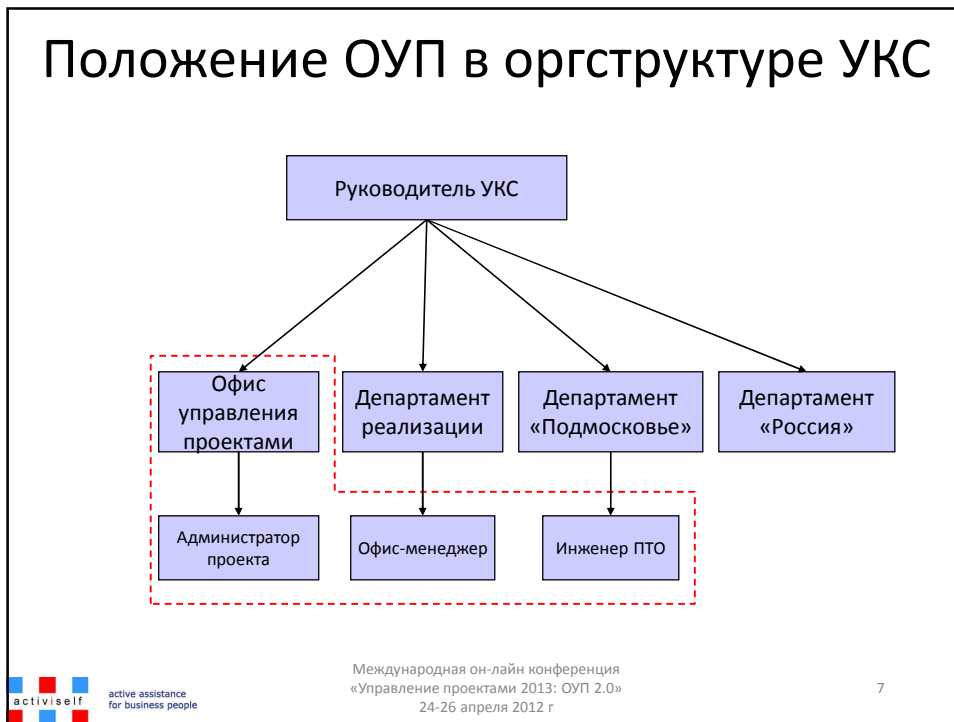 Положение ОУП в оргструктуре УКС
Руководитель УКС
Офис
управления
проектами
Департамент
реализации
Департамент
«Подмосковье»
Департамент
«Россия»
Администратор
проекта
Офис-менеджер
Инженер ПТО
activiself
active assistance
for business people
Международная он-лайн конференция
«Управление проектами 2013: ОУП 2.0»
24-26 апреля 2012 г
7